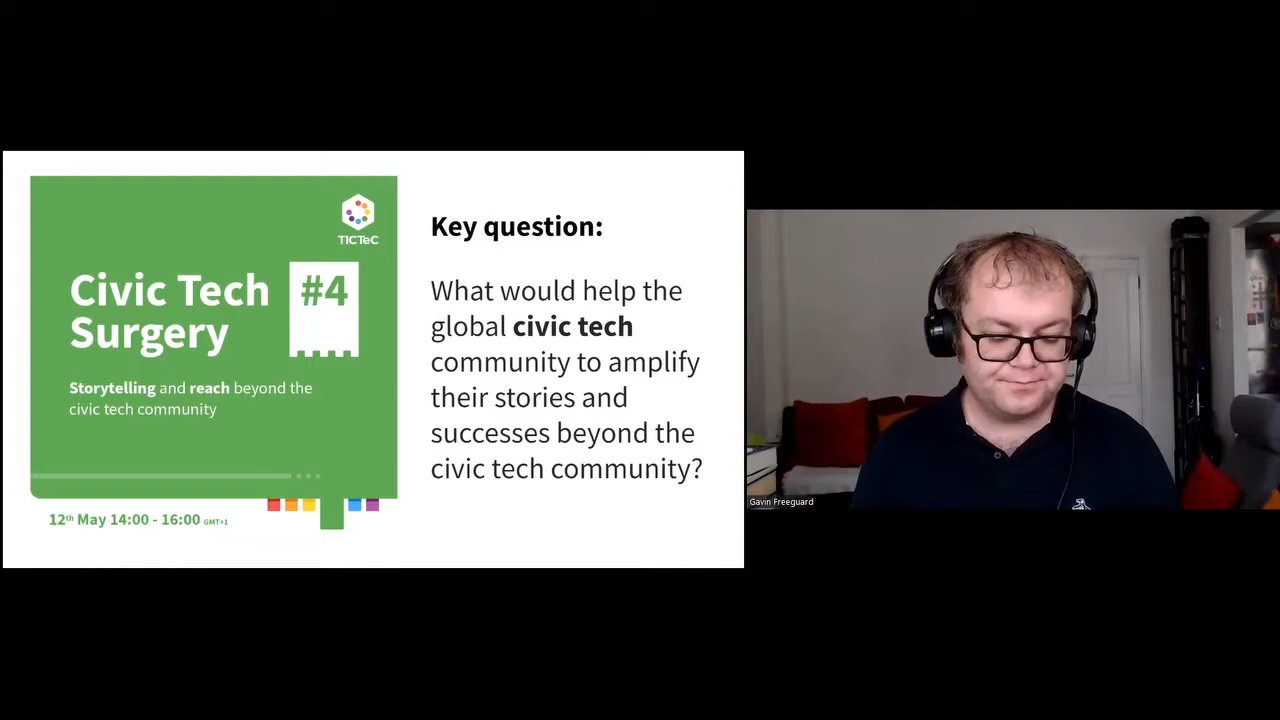 TICTeC
Civic Tech
Surgery
#4
Storytelling and reach beyond the
civic tech community
12th May 14:00 - 16:00 GMT+1
Key question:
What would help the
global civic tech
community to amplify
their stories and
successes beyond the
civic tech community?
Gavin Freeguard